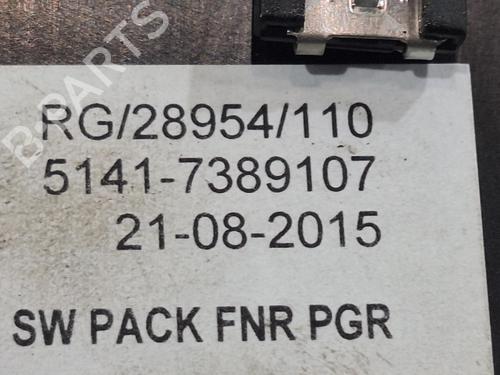 B-Parts
RG/28954/110
5141-7389107
21-08-2015
SW PACK FNR PGR